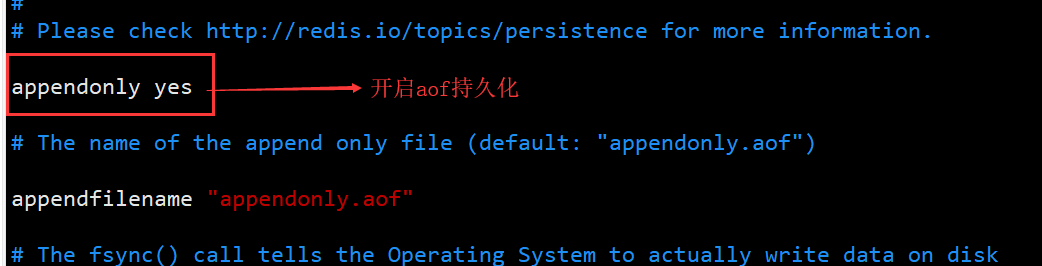 #
# Please check http://redis.io/topics/persistence for more information.
appendonly yes 开启aof持久化
# The name of the append only file (default: "appendonly.aof")
appendfilename "appendonly.aof"
# The fsync() call tells the Operating System to actually write data on disk